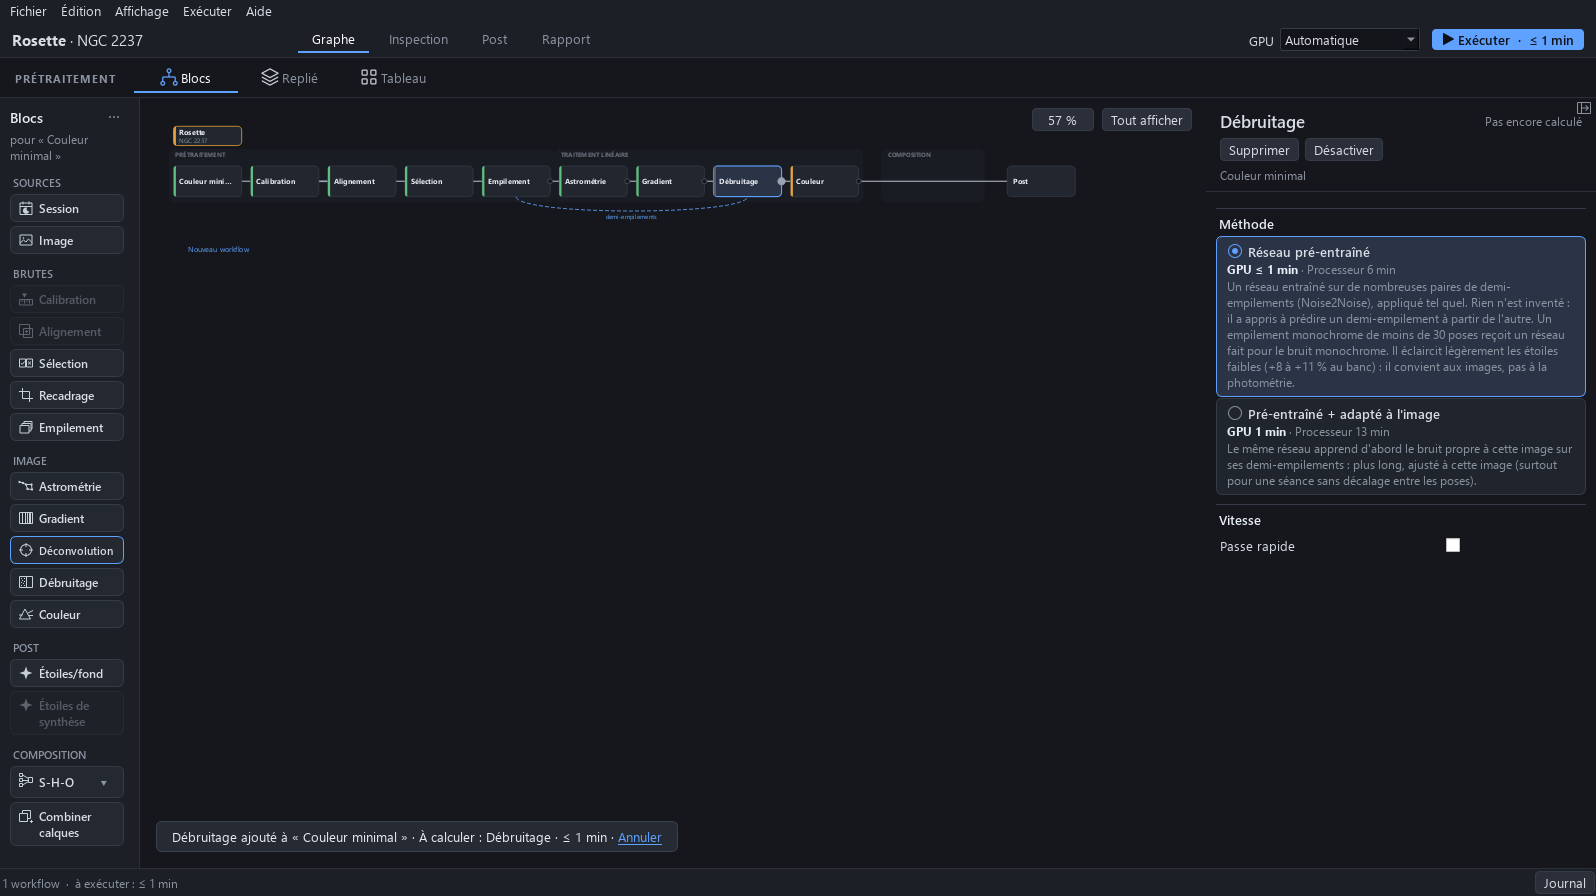 Fichier Édition Affichage Exécuter Aide
Rosette · NGC 2237
Graphe Inspection Post Rapport
GPU Automatique
Exécuter · ≤ 1 min
PRÉTRAITEMENT
Blocs Replié Tableau
Blocs ···
pour « Couleur
minimal »
SOURCES
Session
Image
BRUTES
Calibration
Alignement
Sélection
Recadrage
Empilement
IMAGE
Astrométrie
Gradient
Déconvolution
Débruitage
Couleur
POST
Étoiles/fond
Étoiles de
synthèse
COMPOSITION
S-H-O
Combiner
calques
57 % Tout afficher
Rosette
NGC 2237
PRÉTRAITEMENT TRAITEMENT LINÉAIRE COMPOSITION
Couleur mini... Calibration Alignement Sélection Empilement Astrométrie Gradient Débruitage Couleur Post
demi-empilements
Nouveau workflow
Débruitage ajouté à « Couleur minimal » · À calculer : Débruitage · ≤ 1 min · Annuler
Débruitage
Pas encore calculé
Supprimer Désactiver
Couleur minimal
Méthode
Réseau pré-entraîné
GPU ≤ 1 min · Processeur 6 min
Un réseau entraîné sur de nombreuses paires de demi-
empilements (Noise2Noise), appliqué tel quel. Rien n'est inventé :
il a appris à prédire un demi-empilement à partir de l'autre. Un
empilement monochrome de moins de 30 poses reçoit un réseau
fait pour le bruit monochrome. Il éclaircit légèrement les étoiles
faibles (+8 à +11 % au banc) : il convient aux images, pas à la
photométrie.
Pré-entraîné + adapté à l'image
GPU 1 min · Processeur 13 min
Le même réseau apprend d'abord le bruit propre à cette image sur
ses demi-empilements : plus long, ajusté à cette image (surtout
pour une séance sans décalage entre les poses).
Vitesse
Passe rapide
1 workflow · à exécuter : ≤ 1 min
Journal